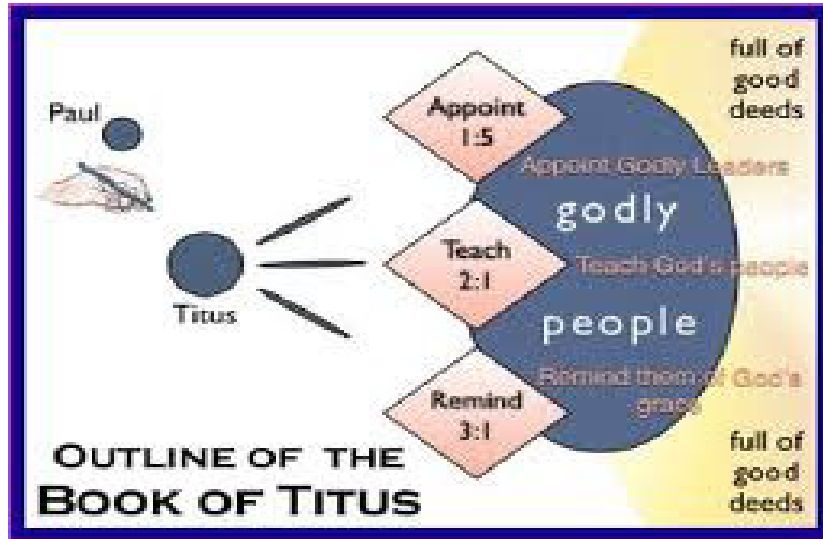 full of
good
deeds
Paul
Appoint
1:5
Appoint Godly Leaders
godly
Teach
2:1
Teach God's people
Titus
people
Remind them of God's
grace
Remind
3:1
OUTLINE OF THE
BOOK OF TITUS
full of
good
deeds